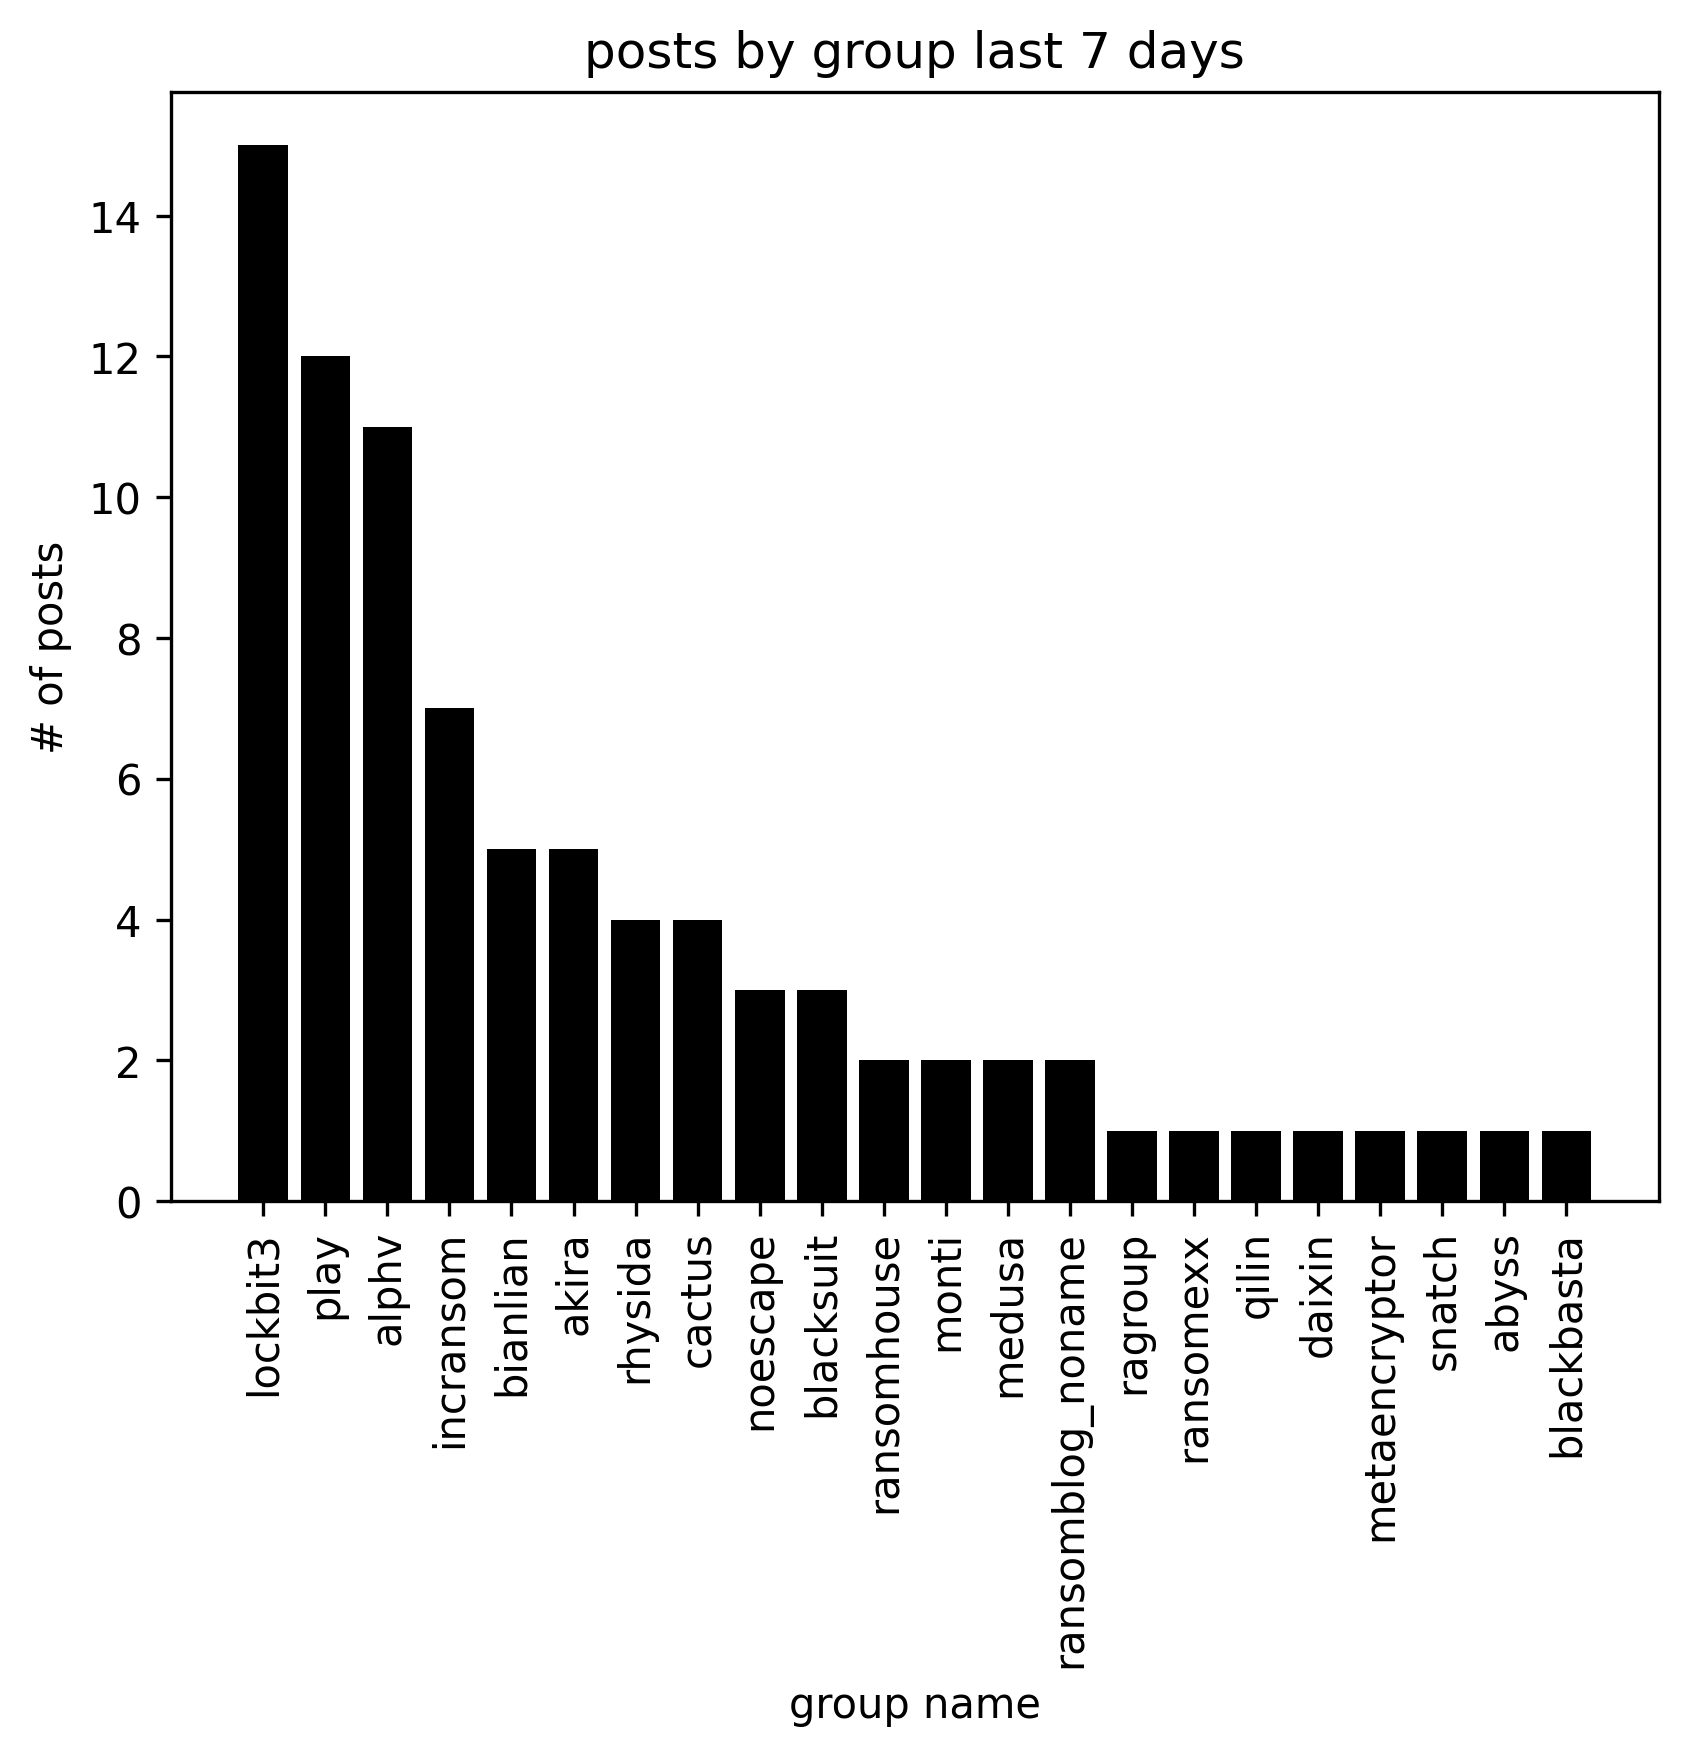 posts by group last 7 days
14
12
10
8
6
4
2
0
# of posts
lockbit3
play
alphv
incransom
bianlian
akira
rhysida
cactus
noescape
blacksuit
ransomhouse
monti
medusa
ransomblog_noname
ragroup
ransomexx
qilin
daixin
metaencryptor
snatch
abyss
blackbasta
group name